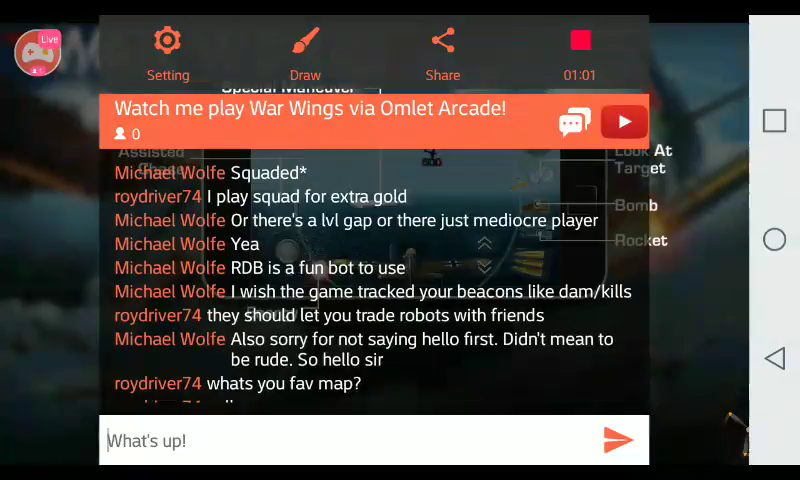 Live
Setting
Draw
Share
01:01
Special Maneuver
Watch me play War Wings via Omlet Arcade!
0
Assisted
Look At
Target
Michael Wolfe Squaded*
roydriver74 I play squad for extra gold
Bomb
Michael Wolfe Or there's a lvl gap or there just mediocre player
Michael Wolfe Yea
Rocket
Michael Wolfe RDB is a fun bot to use
Michael Wolfe I wish the game tracked your beacons like dam/kills
roydriver74 they should let you trade robots with friends
Michael Wolfe Also sorry for not saying hello first. Didn't mean to
be rude. So hello sir
roydriver74 whats you fav map?
What's up!